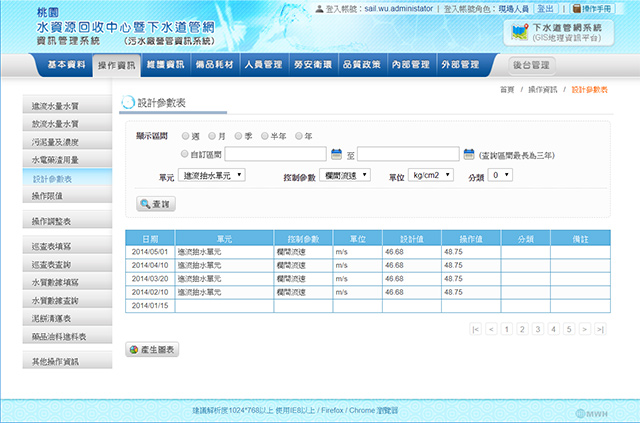 桃園
水資源回收中心暨下水道管網
資訊管理系統 (污水廠營管資訊系統)
登入帳號：sail.wu.administator | 登入帳號角色：現場人員 登出 | 操作手冊
下水道管網系統
(GIS地理資訊平台)
基本資料 操作資訊 維護資訊 備品耗材 人員管理 勞安衛環 品質政策 內部管理 外部管理 後台管理
首頁 / 操作資訊 / 設計參數表
進流水量水質
放流水量水質
污泥量及濃度
水電藥渣用量
設計參數表
操作限值
操作調整表
巡查表填寫
巡查表查詢
水質數據填寫
水質數據查詢
泥餅清運表
藥品油料進料表
其他操作資訊
設計參數表
顯示區間 週 月 季 半年 年
自訂區間 至 (查詢區間最長為三年)
單元 進流抽水單元 控制參數 欄間流速 單位 kg/cm2 分類 0
查詢
日期 單元 控制參數 單位 設計值 操作值 分類 備註
2014/05/01 進流抽水單元 欄間流速 m/s 46.68 48.75
2014/04/10 進流抽水單元 欄間流速 m/s 46.68 48.75
2014/03/20 進流抽水單元 欄間流速 m/s 46.68 48.75
2014/02/10 進流抽水單元 欄間流速 m/s 46.68 48.75
2014/01/15
|< < 1 2 3 4 5 > >|
產生圖表
建議解析度1024*768以上 使用IE8以上 / Firefox / Chrome 瀏覽器
MWH